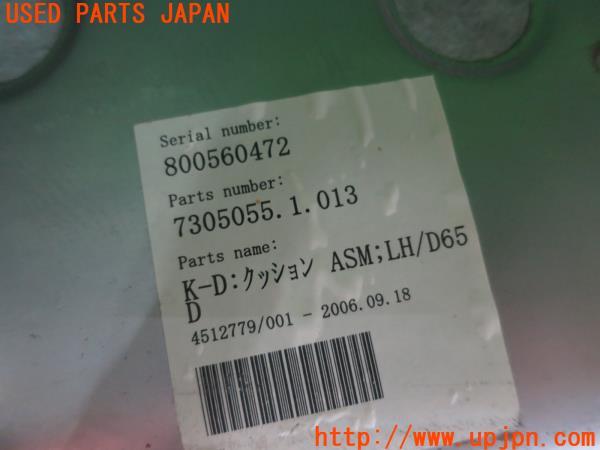 USED PARTS JAPAN
Serial number:
800560472
Parts number:
7305055.1.013
Parts name:
K-D:ｸｯｼｮﾝ ASM;LH/D65
D
4512779/001 - 2006.09.18
http://www.upjpn.com